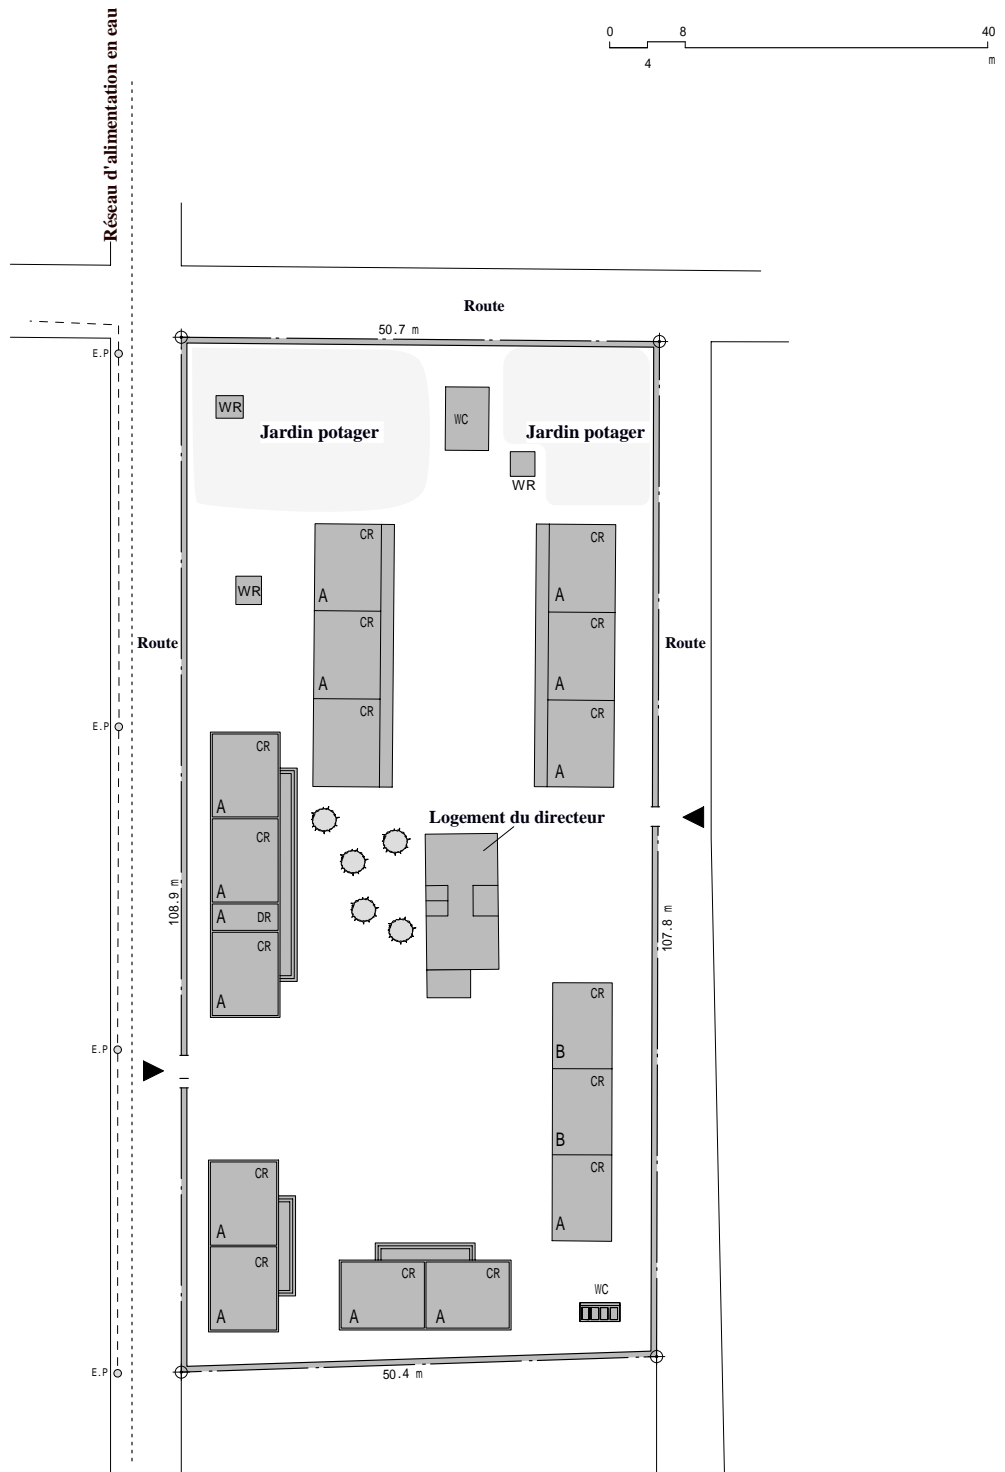 Réseau d'alimentation en eau
0
8
40
4
m
Route
50.7 m
E.P
WR
WC
Jardin potager
Jardin potager
WR
CR
CR
A
A
WR
CR
CR
Route
Route
A
A
CR
CR
E.P
CR
A
A
Logement du directeur
CR
A
108.9 m
A
DR
107.8 m
CR
A
CR
E.P
B
CR
B
CR
CR
A
A
CR
CR
CR
WC
A
A
A
E.P
50.4 m